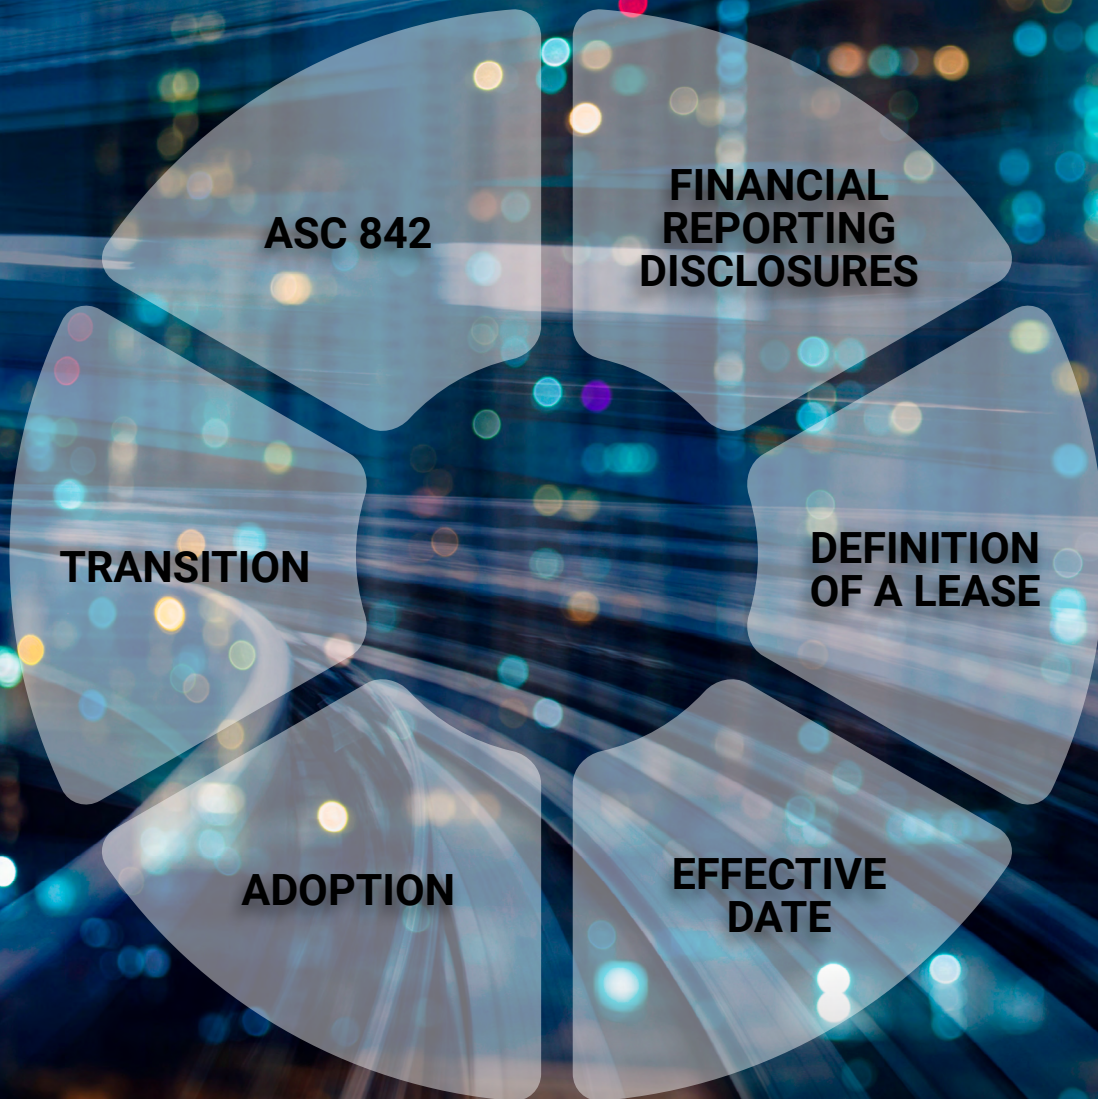 ASC 842
FINANCIAL
REPORTING
DISCLOSURES
TRANSITION
DEFINITION
OF A LEASE
ADOPTION
EFFECTIVE
DATE